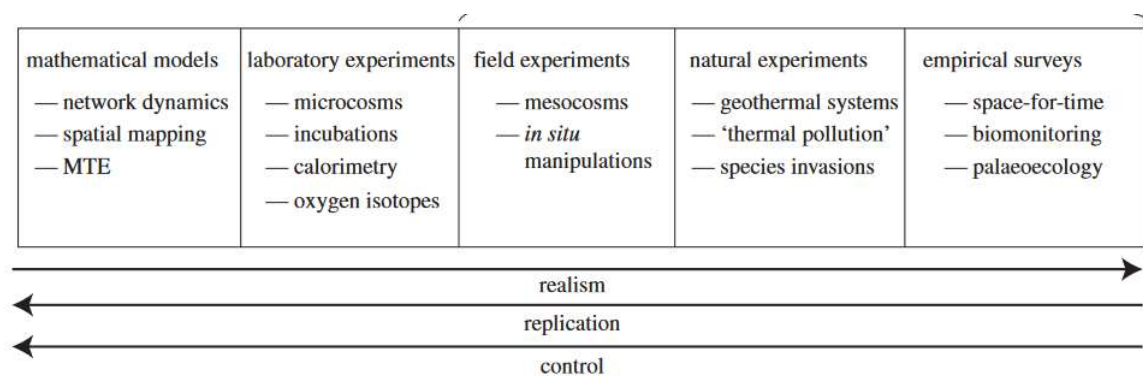 mathematical models
— network dynamics
— spatial mapping
— MTE
laboratory experiments
— microcosms
— incubations
— calorimetry
— oxygen isotopes
field experiments
— mesocosms
— in situ
manipulations
natural experiments
— geothermal systems
— ‘thermal pollution’
— species invasions
empirical surveys
— space-for-time
— biomonitoring
— palaeoecology
realism
replication
control